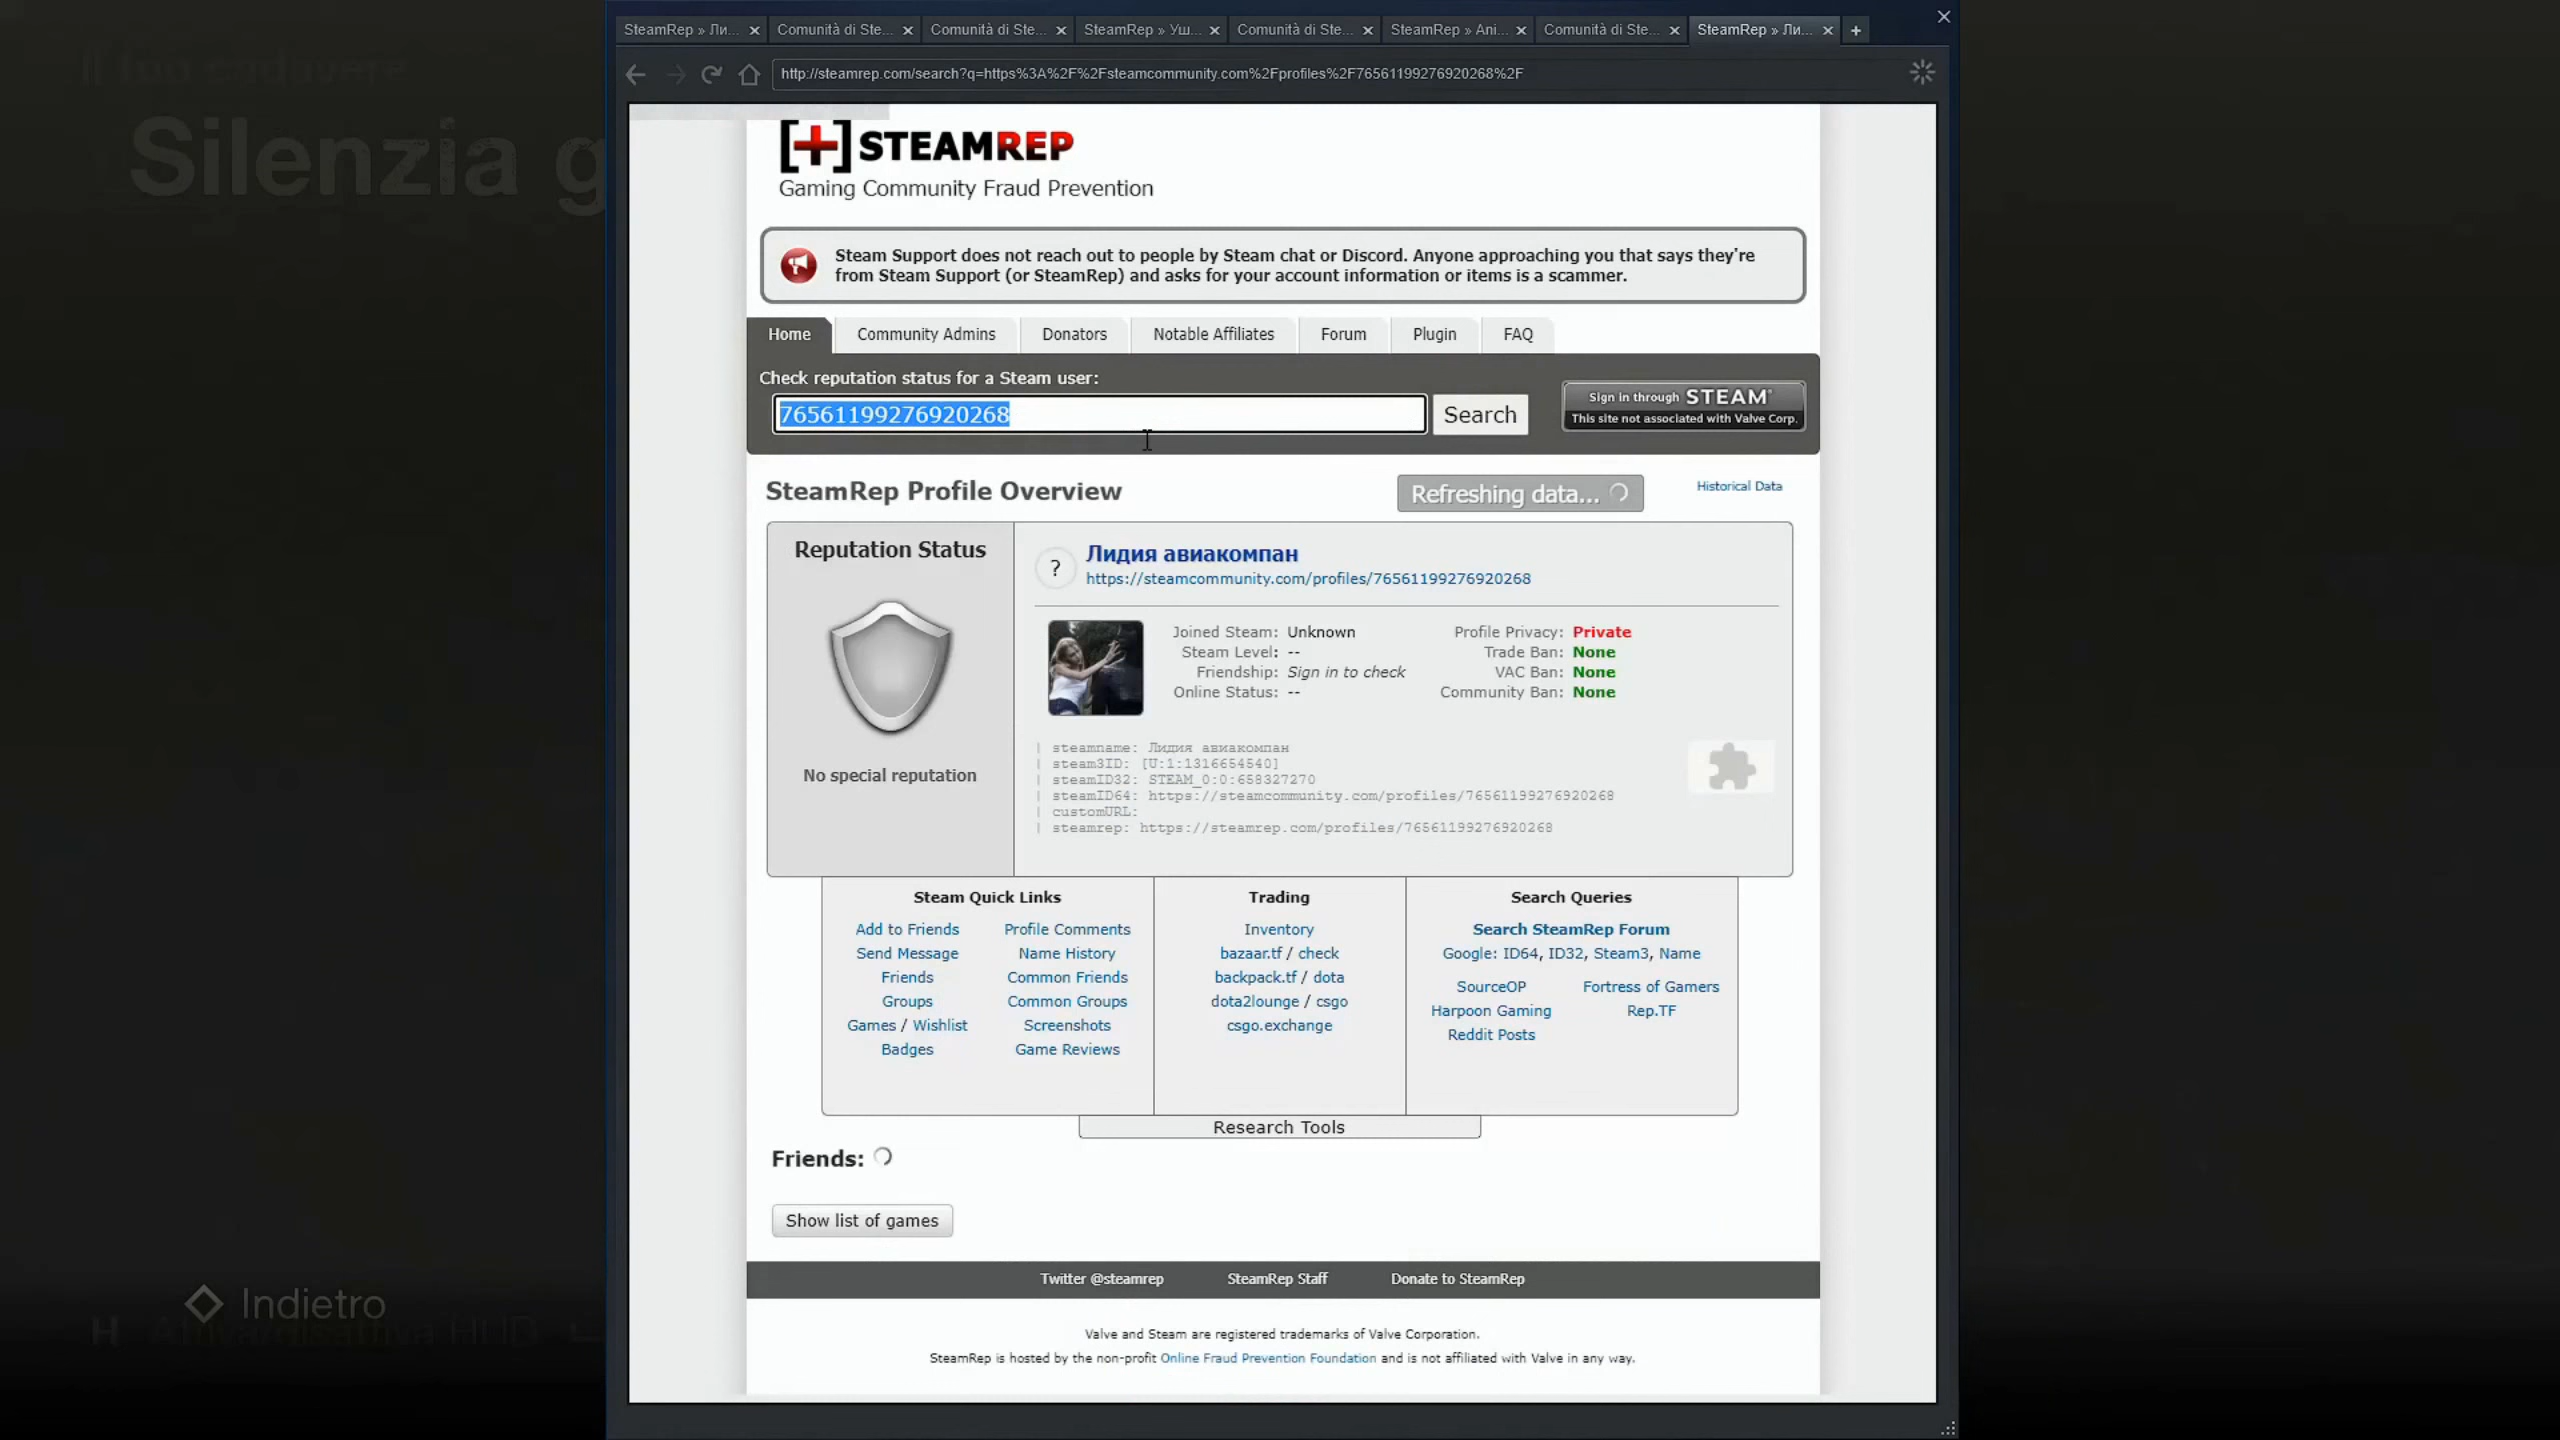 SteamRep » Ли... Comunità di Ste... Comunità di Ste... SteamRep » Уш... Comunità di Ste... SteamRep » Ani... Comunità di Ste... SteamRep » Ли...
http://steamrep.com/search?q=https%3A%2F%2Fsteamcommunity.com%2Fprofiles%2F76561199276920268%2F
Il tuo cadavere
Silenzia g
[+] STEAMREP
Gaming Community Fraud Prevention
Steam Support does not reach out to people by Steam chat or Discord. Anyone approaching you that says they're
from Steam Support (or SteamRep) and asks for your account information or items is a scammer.
Home Community Admins Donators Notable Affiliates Forum Plugin FAQ
Check reputation status for a Steam user:
76561199276920268 Search
Sign in through STEAM
This site not associated with Valve Corp.
SteamRep Profile Overview
Refreshing data...
Historical Data
Reputation Status
No special reputation
? Лидия авиакомпан
https://steamcommunity.com/profiles/76561199276920268
Joined Steam: Unknown Profile Privacy: Private
Steam Level: -- Trade Ban: None
Friendship: Sign in to check VAC Ban: None
Online Status: -- Community Ban: None
| steamname: Лидия авиакомпан
| steam3ID: [U:1:1316654540]
| steamID32: STEAM_0:0:658327270
| steamID64: https://steamcommunity.com/profiles/76561199276920268
| customURL:
| steamrep: https://steamrep.com/profiles/76561199276920268
Steam Quick Links
Add to Friends Profile Comments
Send Message Name History
Friends Common Friends
Groups Common Groups
Games / Wishlist Screenshots
Badges Game Reviews
Trading
Inventory
bazaar.tf / check
backpack.tf / dota
dota2lounge / csgo
csgo.exchange
Search Queries
Search SteamRep Forum
Google: ID64, ID32, Steam3, Name
SourceOP Fortress of Gamers
Harpoon Gaming Rep.TF
Reddit Posts
Research Tools
Friends:
Show list of games
Twitter @steamrep SteamRep Staff Donate to SteamRep
Valve and Steam are registered trademarks of Valve Corporation.
SteamRep is hosted by the non-profit Online Fraud Prevention Foundation and is not affiliated with Valve in any way.
Indietro
H Attiva/disattiva HUD